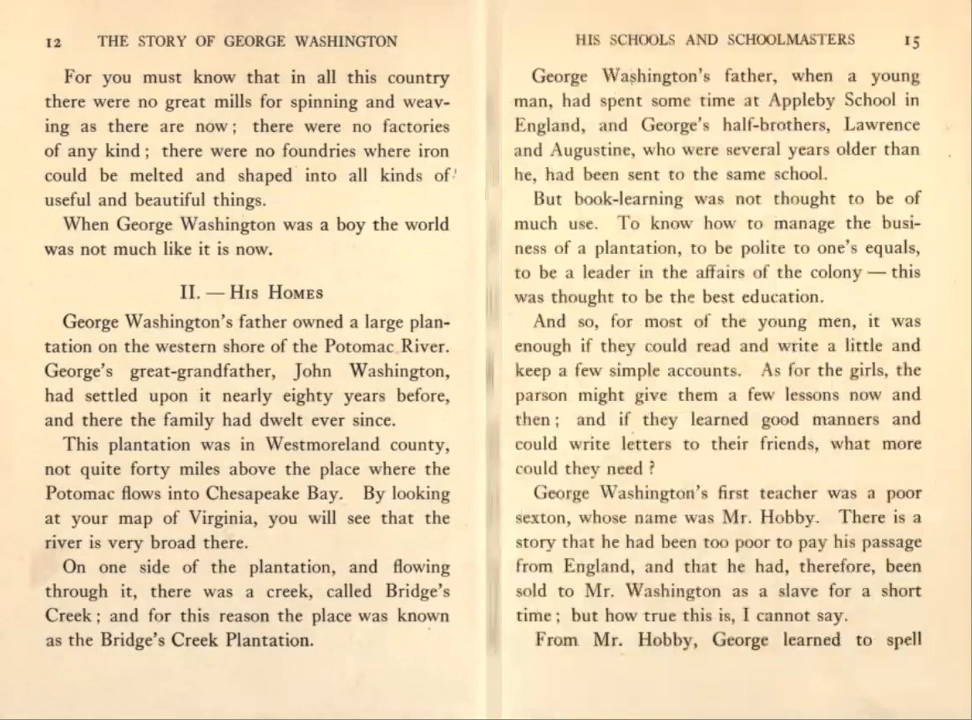 12 THE STORY OF GEORGE WASHINGTON
For you must know that in all this country
there were no great mills for spinning and weav-
ing as there are now; there were no factories
of any kind; there were no foundries where iron
could be melted and shaped into all kinds of
useful and beautiful things.
When George Washington was a boy the world
was not much like it is now.
II. — HIS HOMES
George Washington's father owned a large plan-
tation on the western shore of the Potomac River.
George's great-grandfather, John Washington,
had settled upon it nearly eighty years before,
and there the family had dwelt ever since.
This plantation was in Westmoreland county,
not quite forty miles above the place where the
Potomac flows into Chesapeake Bay. By looking
at your map of Virginia, you will see that the
river is very broad there.
On one side of the plantation, and flowing
through it, there was a creek, called Bridge's
Creek; and for this reason the place was known
as the Bridge's Creek Plantation.
HIS SCHOOLS AND SCHOOLMASTERS 15
George Washington's father, when a young
man, had spent some time at Appleby School in
England, and George's half-brothers, Lawrence
and Augustine, who were several years older than
he, had been sent to the same school.
But book-learning was not thought to be of
much use. To know how to manage the busi-
ness of a plantation, to be polite to one's equals,
to be a leader in the affairs of the colony — this
was thought to be the best education.
And so, for most of the young men, it was
enough if they could read and write a little and
keep a few simple accounts. As for the girls, the
parson might give them a few lessons now and
then; and if they learned good manners and
could write letters to their friends, what more
could they need?
George Washington's first teacher was a poor
sexton, whose name was Mr. Hobby. There is a
story that he had been too poor to pay his passage
from England, and that he had, therefore, been
sold to Mr. Washington as a slave for a short
time; but how true this is, I cannot say.
From Mr. Hobby, George learned to spell